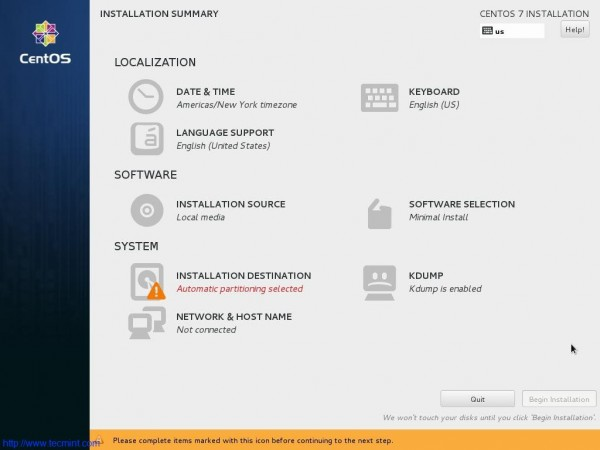 INSTALLATION SUMMARY
CENTOS 7 INSTALLATION
us
Help!
CentOS
LOCALIZATION
DATE & TIME
Americas/New York timezone
KEYBOARD
English (US)
LANGUAGE SUPPORT
English (United States)
SOFTWARE
INSTALLATION SOURCE
Local media
SOFTWARE SELECTION
Minimal Install
SYSTEM
INSTALLATION DESTINATION
Automatic partitioning selected
KDUMP
Kdump is enabled
NETWORK & HOST NAME
Not connected
Quit
Begin Installation
We won't touch your disks until you click 'Begin Installation'.
http://www.tecmint.com
Please complete items marked with this icon before continuing to the next step.